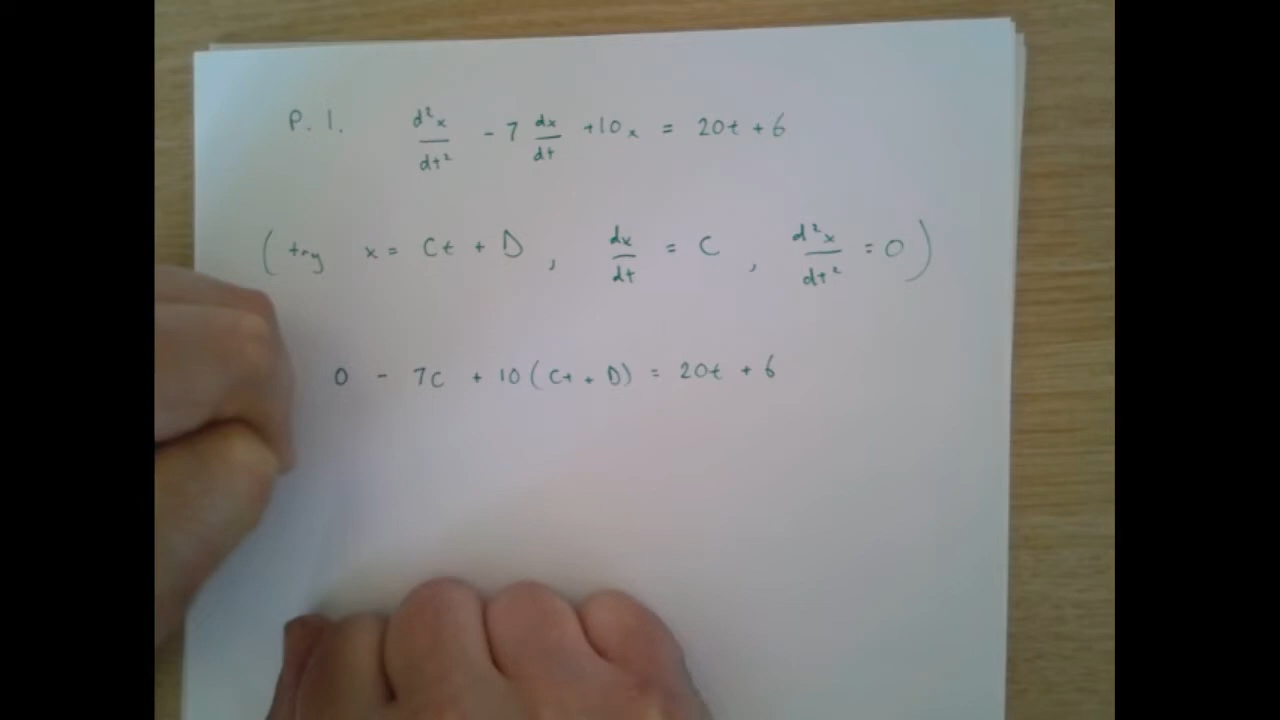 P. I. d²x/dt² - 7 dx/dt + 10x = 20t + 6
(try x = Ct + D, dx/dt = C, d²x/dt² = 0)
0 - 7C + 10(Ct + D) = 20t + 6